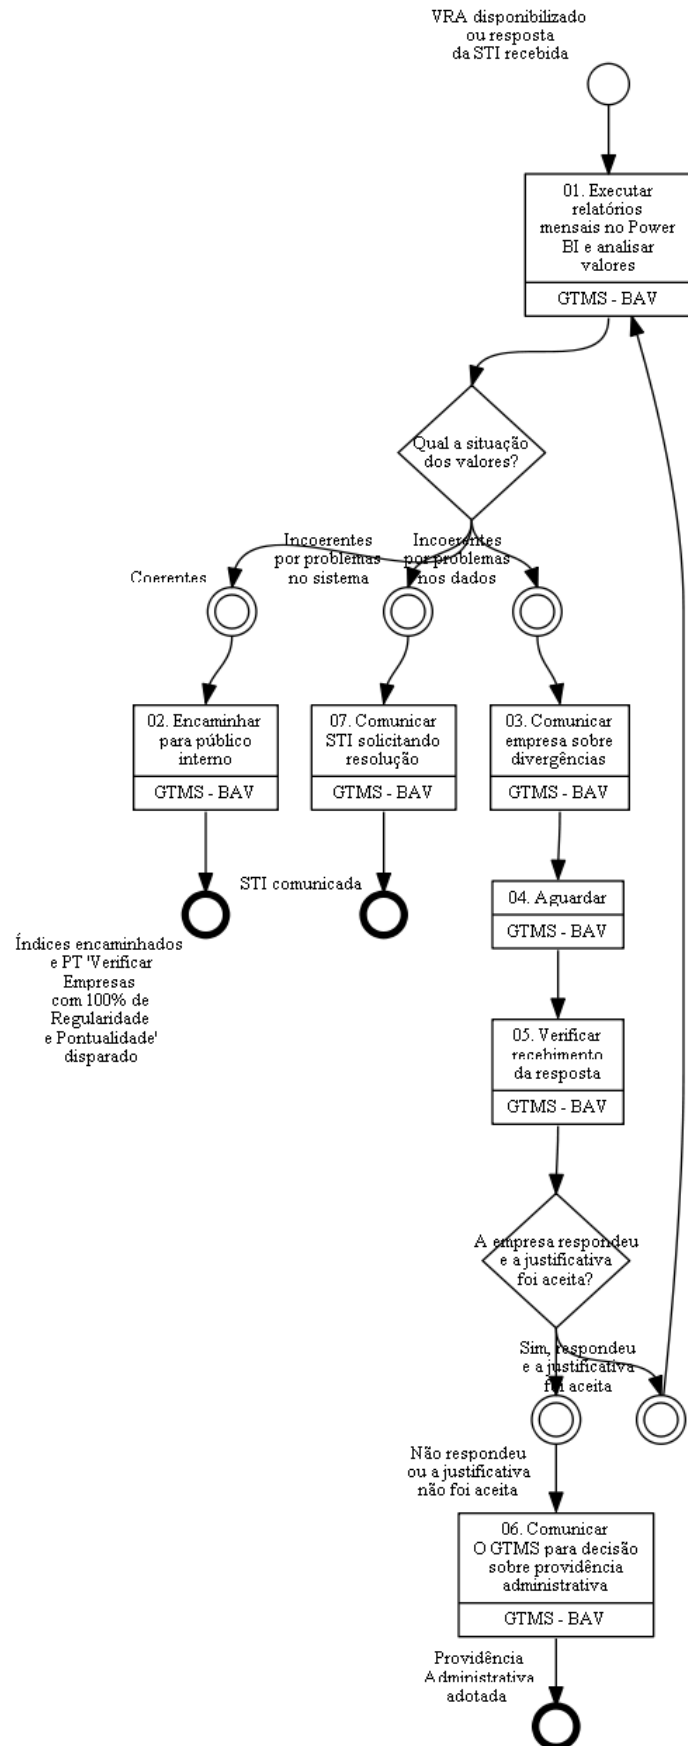 VRA disponibilizado
ou resposta
da STI recebida
01. Executar
relatórios
mensais no Power
BI e analisar
valores
GTMS - BAV
Qual a situação
dos valores?
Coerentes
Incoerentes
por problemas
no sistema
Incoerentes
por problemas
nos dados
02. Encaminhar
para público
interno
GTMS - BAV
07. Comunicar
STI solicitando
resolução
GTMS - BAV
03. Comunicar
empresa sobre
divergências
GTMS - BAV
Índices encaminhados
e PT 'Verificar
Empresas
com 100% de
Regularidade
e Pontualidade'
disparado
STI comunicada
04. Aguardar
GTMS - BAV
05. Verificar
recebimento
da resposta
GTMS - BAV
A empresa respondeu
e a justificativa
foi aceita?
Sim, respondeu
e a justificativa
foi aceita
Não respondeu
ou a justificativa
não foi aceita
06. Comunicar
O GTMS para decisão
sobre providência
administrativa
GTMS - BAV
Providência
Administrativa
adotada